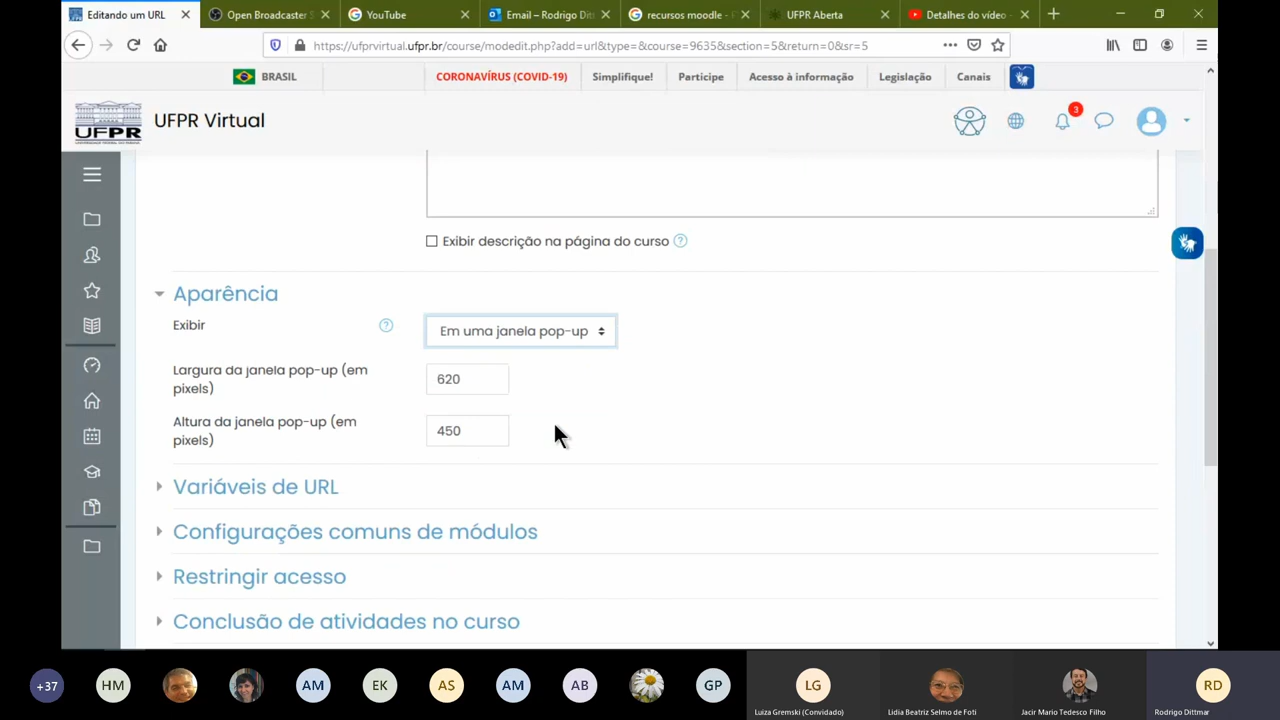 Editando um URL
Open Broadcaster S
YouTube
Email – Rodrigo Ditt
recursos moodle - P
UFPR Aberta
Detalhes do vídeo -
https://ufprvirtual.ufpr.br/course/modedit.php?add=url&type=&course=9635&section=5&return=0&sr=5
BRASIL
CORONAVÍRUS (COVID-19)
Simplifique!
Participe
Acesso à informação
Legislação
Canais
UFPR
UFPR Virtual
3
Exibir descrição na página do curso
Aparência
Exibir
Em uma janela pop-up
Largura da janela pop-up (em
pixels)
620
Altura da janela pop-up (em
pixels)
450
Variáveis de URL
Configurações comuns de módulos
Restringir acesso
Conclusão de atividades no curso
+37
HM
AM
EK
AS
AM
AB
GP
LG
RD
Luiza Gremski (Convidado)
Lidia Beatriz Selmo de Foti
Jacir Mario Tedesco Filho
Rodrigo Dittmar